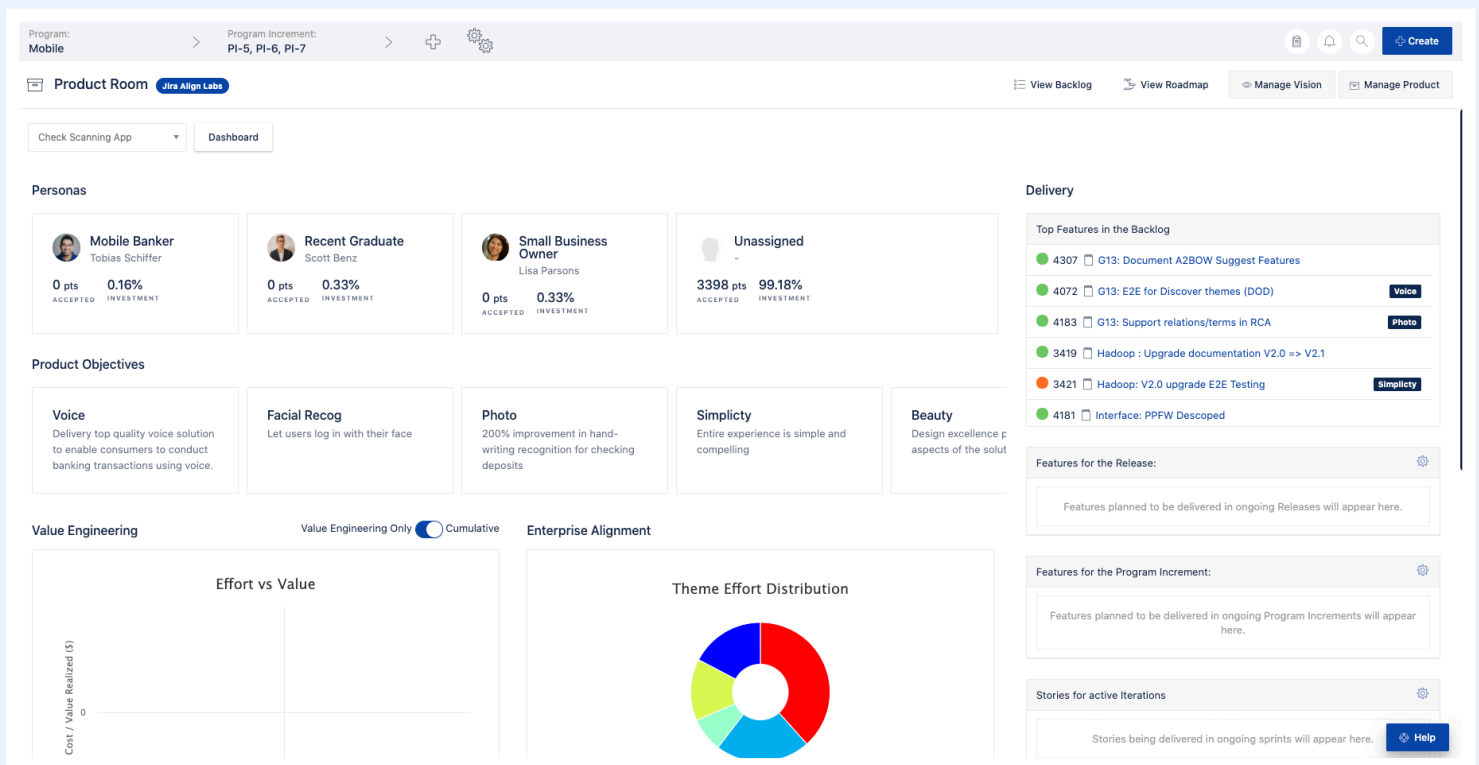 Program:
Mobile
Program Increment:
PI-5, PI-6, PI-7
Create
Product Room
Jira Align Labs
View Backlog
View Roadmap
Manage Vision
Manage Product
Check Scanning App
Dashboard
Personas
Mobile Banker
Tobias Schiffer
0 pts 0.16%
ACCEPTED INVESTMENT
Recent Graduate
Scott Benz
0 pts 0.33%
ACCEPTED INVESTMENT
Small Business
Owner
Lisa Parsons
0 pts 0.33%
ACCEPTED INVESTMENT
Unassigned
-
3398 pts 99.18%
ACCEPTED INVESTMENT
Product Objectives
Voice
Delivery top quality voice solution
to enable consumers to conduct
banking transactions using voice.
Facial Recog
Let users log in with their face
Photo
200% improvement in hand-
writing recognition for checking
deposits
Simplicty
Entire experience is simple and
compelling
Beauty
Design excellence p
aspects of the solut
Value Engineering
Value Engineering Only Cumulative
Effort vs Value
Cost / Value Realized ($)
0
Enterprise Alignment
Theme Effort Distribution
Delivery
Top Features in the Backlog
4307 G13: Document A2BOW Suggest Features
4072 G13: E2E for Discover themes (DOD) Voice
4183 G13: Support relations/terms in RCA Photo
3419 Hadoop : Upgrade documentation V2.0 => V2.1
3421 Hadoop: V2.0 upgrade E2E Testing Simplicty
4181 Interface: PPFW Descoped
Features for the Release:
Features planned to be delivered in ongoing Releases will appear here.
Features for the Program Increment:
Features planned to be delivered in ongoing Program Increments will appear
here.
Stories for active Iterations
Stories being delivered in ongoing sprints will appear here.
Help